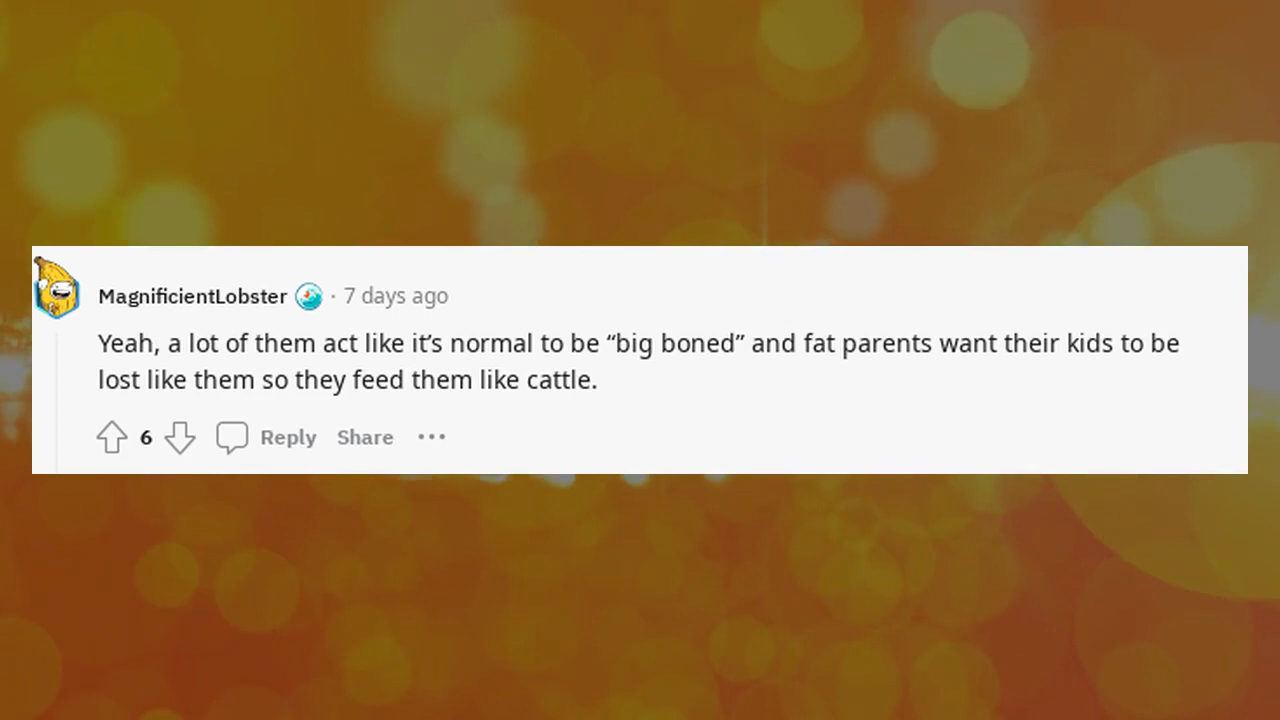 MagnificientLobster · 7 days ago
Yeah, a lot of them act like it’s normal to be “big boned” and fat parents want their kids to be
lost like them so they feed them like cattle.
6 Reply Share •••